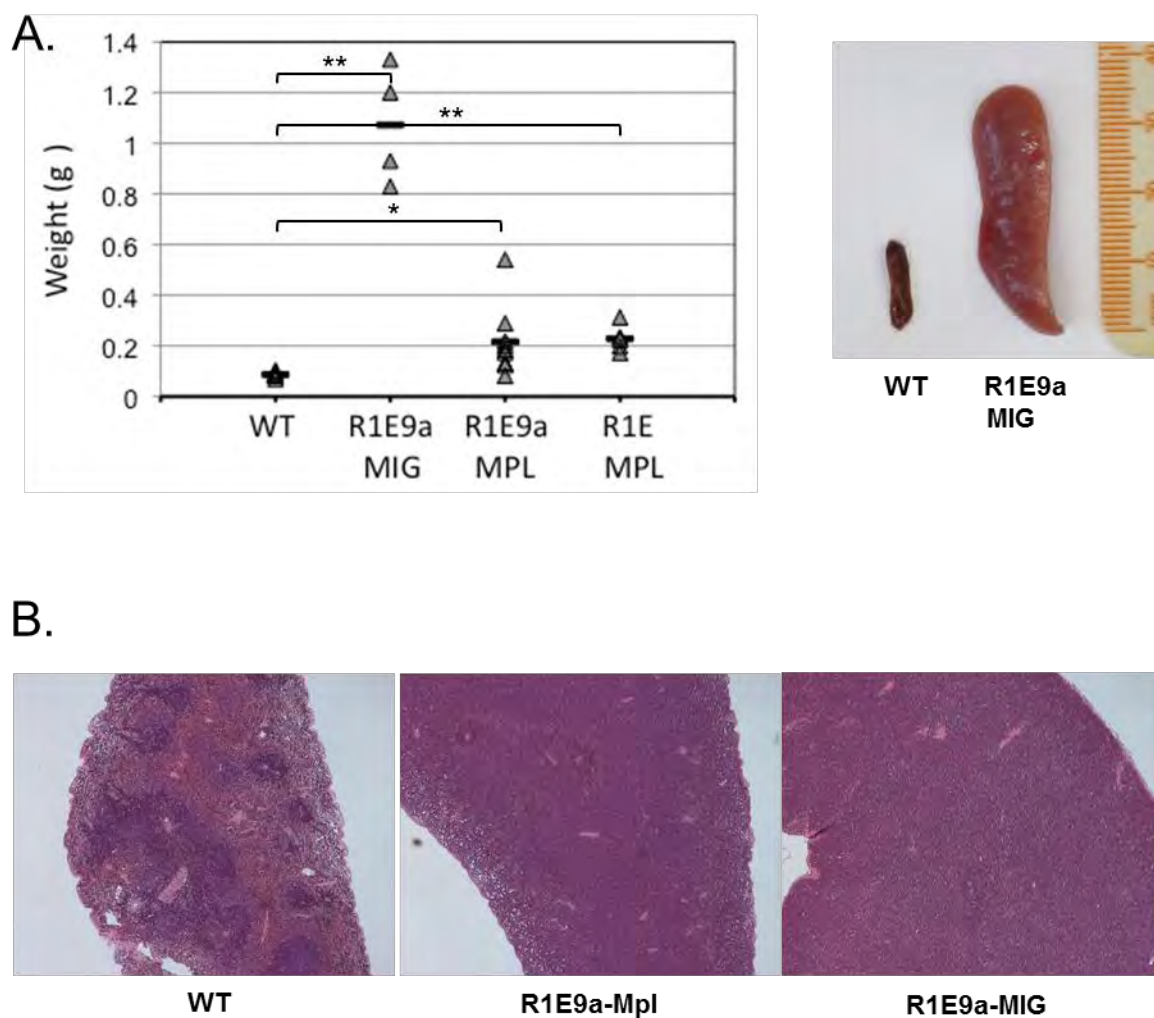 A.
Weight (g )
1.4
1.2
1
0.8
0.6
0.4
0.2
0
**
**
*
WT
R1E9a
MIG
R1E9a
MPL
R1E
MPL
WT
R1E9a
MIG
B.
WT
R1E9a-Mpl
R1E9a-MIG